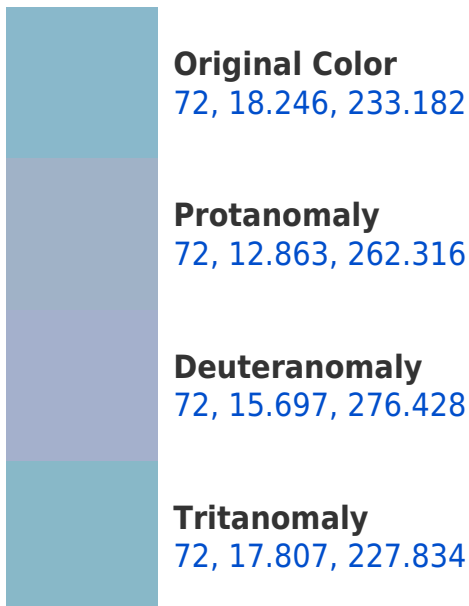 Original Color
72, 18.246, 233.182
Protanomaly
72, 12.863, 262.316
Deuteranomaly
72, 15.697, 276.428
Tritanomaly
72, 17.807, 227.834